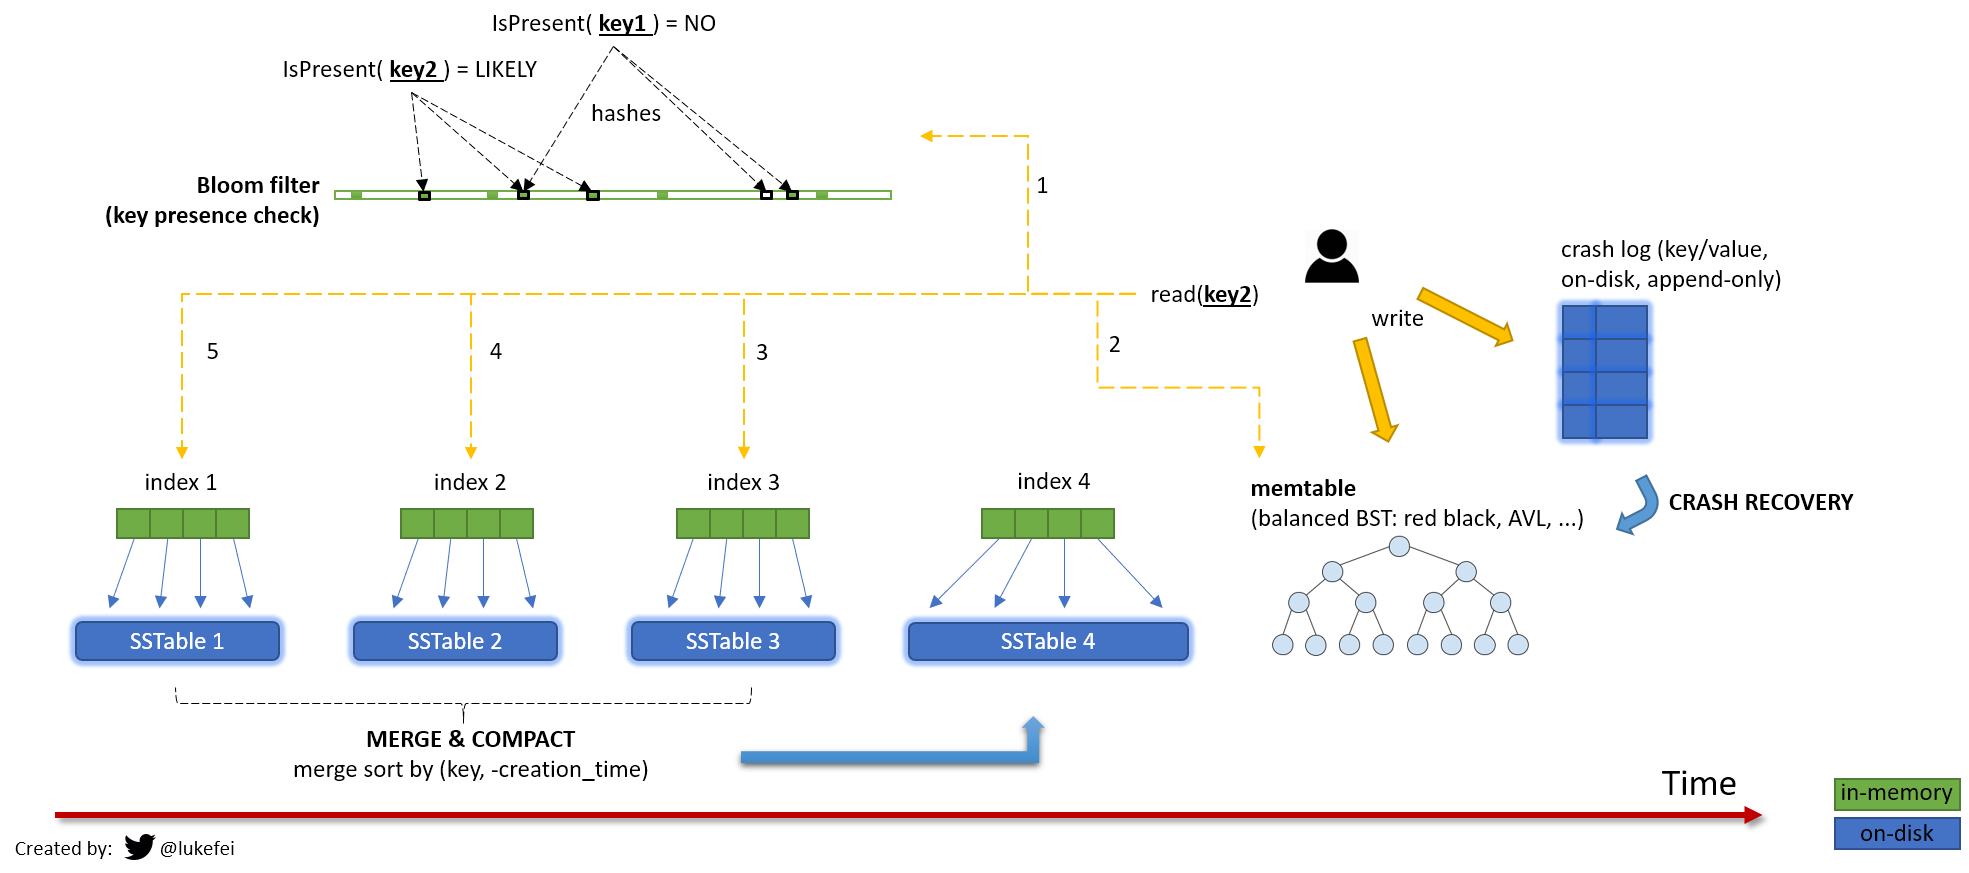 IsPresent( key1 ) = NO
IsPresent( key2 ) = LIKELY
hashes
Bloom filter
(key presence check)
1
read(key2)
write
crash log (key/value,
on-disk, append-only)
5
4
3
2
index 1
index 2
index 3
index 4
memtable
(balanced BST: red black, AVL, ...)
CRASH RECOVERY
SSTable 1
SSTable 2
SSTable 3
SSTable 4
MERGE & COMPACT
merge sort by (key, -creation_time)
Time
in-memory
on-disk
Created by: @lukefei